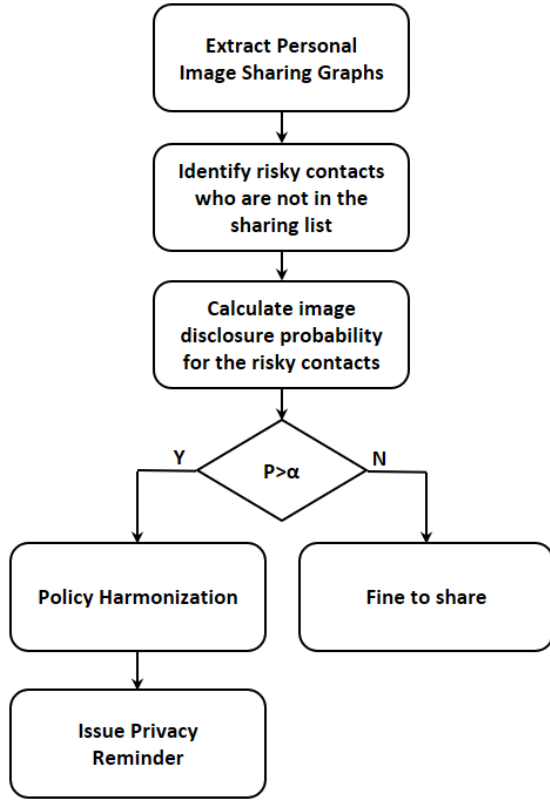 Extract Personal
Image Sharing Graphs
Identify risky contacts
who are not in the
sharing list
Calculate image
disclosure probability
for the risky contacts
Y
P>α
N
Policy Harmonization
Fine to share
Issue Privacy
Reminder